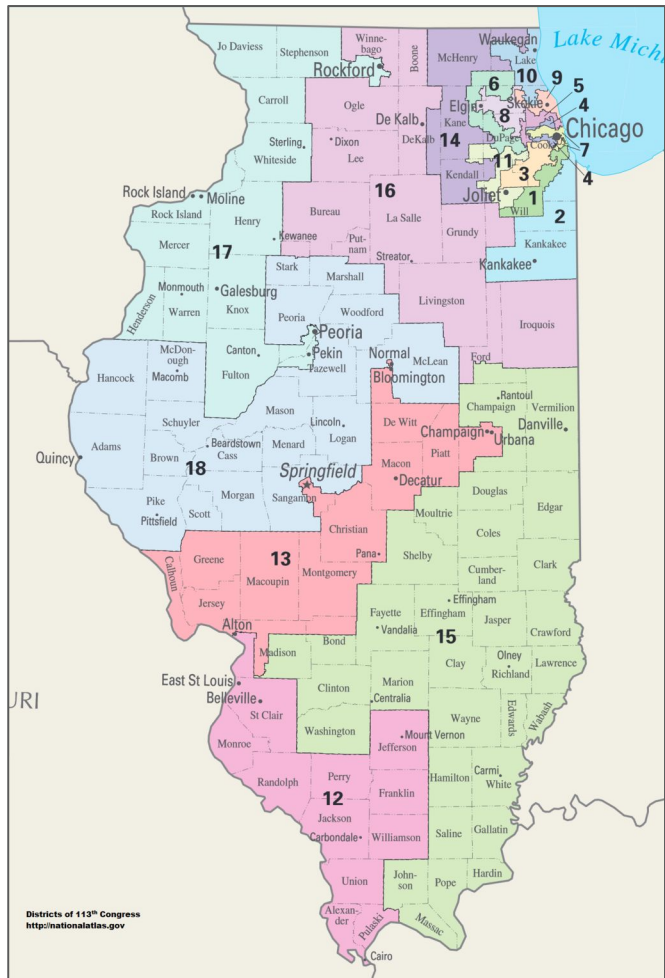 Waukegan
Lake Michi
Jo Daviess
Stephenson
Winne-
bago
Boone
McHenry
Lake
Rockford
10
9
6
5
Carroll
Ogle
Elgin
Skokie
4
8
Chicago
De Kalb
Kane
DeKalb
14
DuPage
Cook
7
Sterling
Dixon
Lee
Whiteside
11
3
4
Kendall
Joliet
1
Rock Island
Moline
16
Will
2
Rock Island
Henry
Bureau
La Salle
Grundy
Kewanee
Put-
nam
Kankakee
Mercer
17
Streator
Kankakee
Stark
Marshall
Henderson
Monmouth
Warren
Galesburg
Knox
Peoria
Woodford
Livingston
Iroquois
Peoria
McDon-
ough
Macomb
Canton
Pekin
Tazewell
Normal
Bloomington
McLean
Ford
Hancock
Fulton
Rantoul
Champaign
Vermilion
Mason
Schuyler
Lincoln
Logan
De Witt
Champaign
Urbana
Danville
Adams
Beardstown
Cass
Menard
Quincy
Brown
18
Springfield
Macon
Piatt
Decatur
Douglas
Edgar
Pike
Pittsfield
Scott
Morgan
Sangamon
Moultrie
Coles
Christian
Greene
13
Pana
Shelby
Clark
Calhoun
Macoupin
Montgomery
Cumber-
land
Jersey
Effingham
Alton
Fayette
Effingham
Jasper
Crawford
Vandalia
15
Madison
Bond
Clay
Olney
Richland
Lawrence
East St Louis
Belleville
Clinton
Marion
URI
St Clair
Centralia
Wayne
Edwards
Wabash
Washington
Mount Vernon
Jefferson
Monroe
Hamilton
Carmi
White
Randolph
Perry
12
Franklin
Jackson
Carbondale
Williamson
Saline
Gallatin
Union
John-
son
Pope
Hardin
Alexan-
der
Pulaski
Massac
Cairo
Districts of 113th Congress
http://nationalatlas.gov